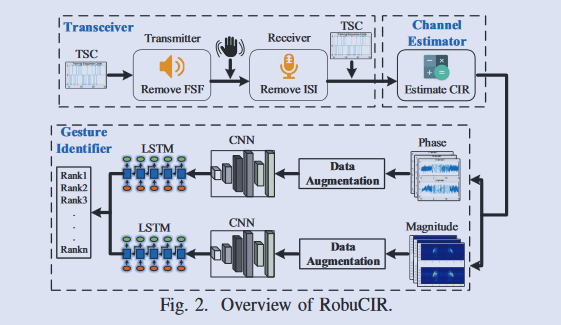 Transceiver
Channel
Estimator
TSC
Transmitter
Receiver
TSC
Remove FSF
Remove ISI
Estimate CIR
Gesture
Identifier
LSTM
CNN
Phase
Data
Augmentation
Rank1
Rank2
Rank3
.
.
.
Rankn
LSTM
CNN
Magnitude
Data
Augmentation
Fig. 2. Overview of RobuCIR.